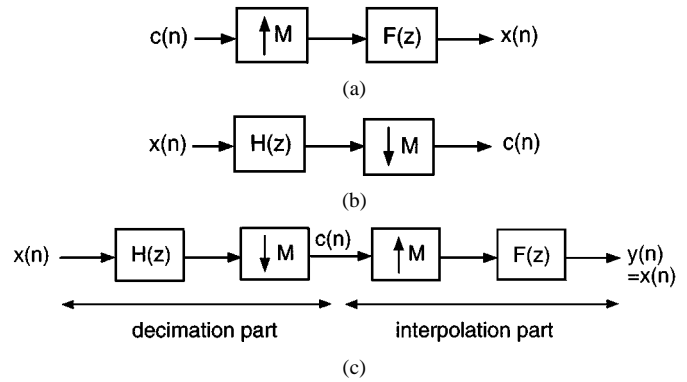 c(n) ↑M F(z) x(n)
(a)
x(n) H(z) ↓M c(n)
(b)
x(n) H(z) ↓M c(n) ↑M F(z) y(n)
=x(n)
decimation part interpolation part
(c)